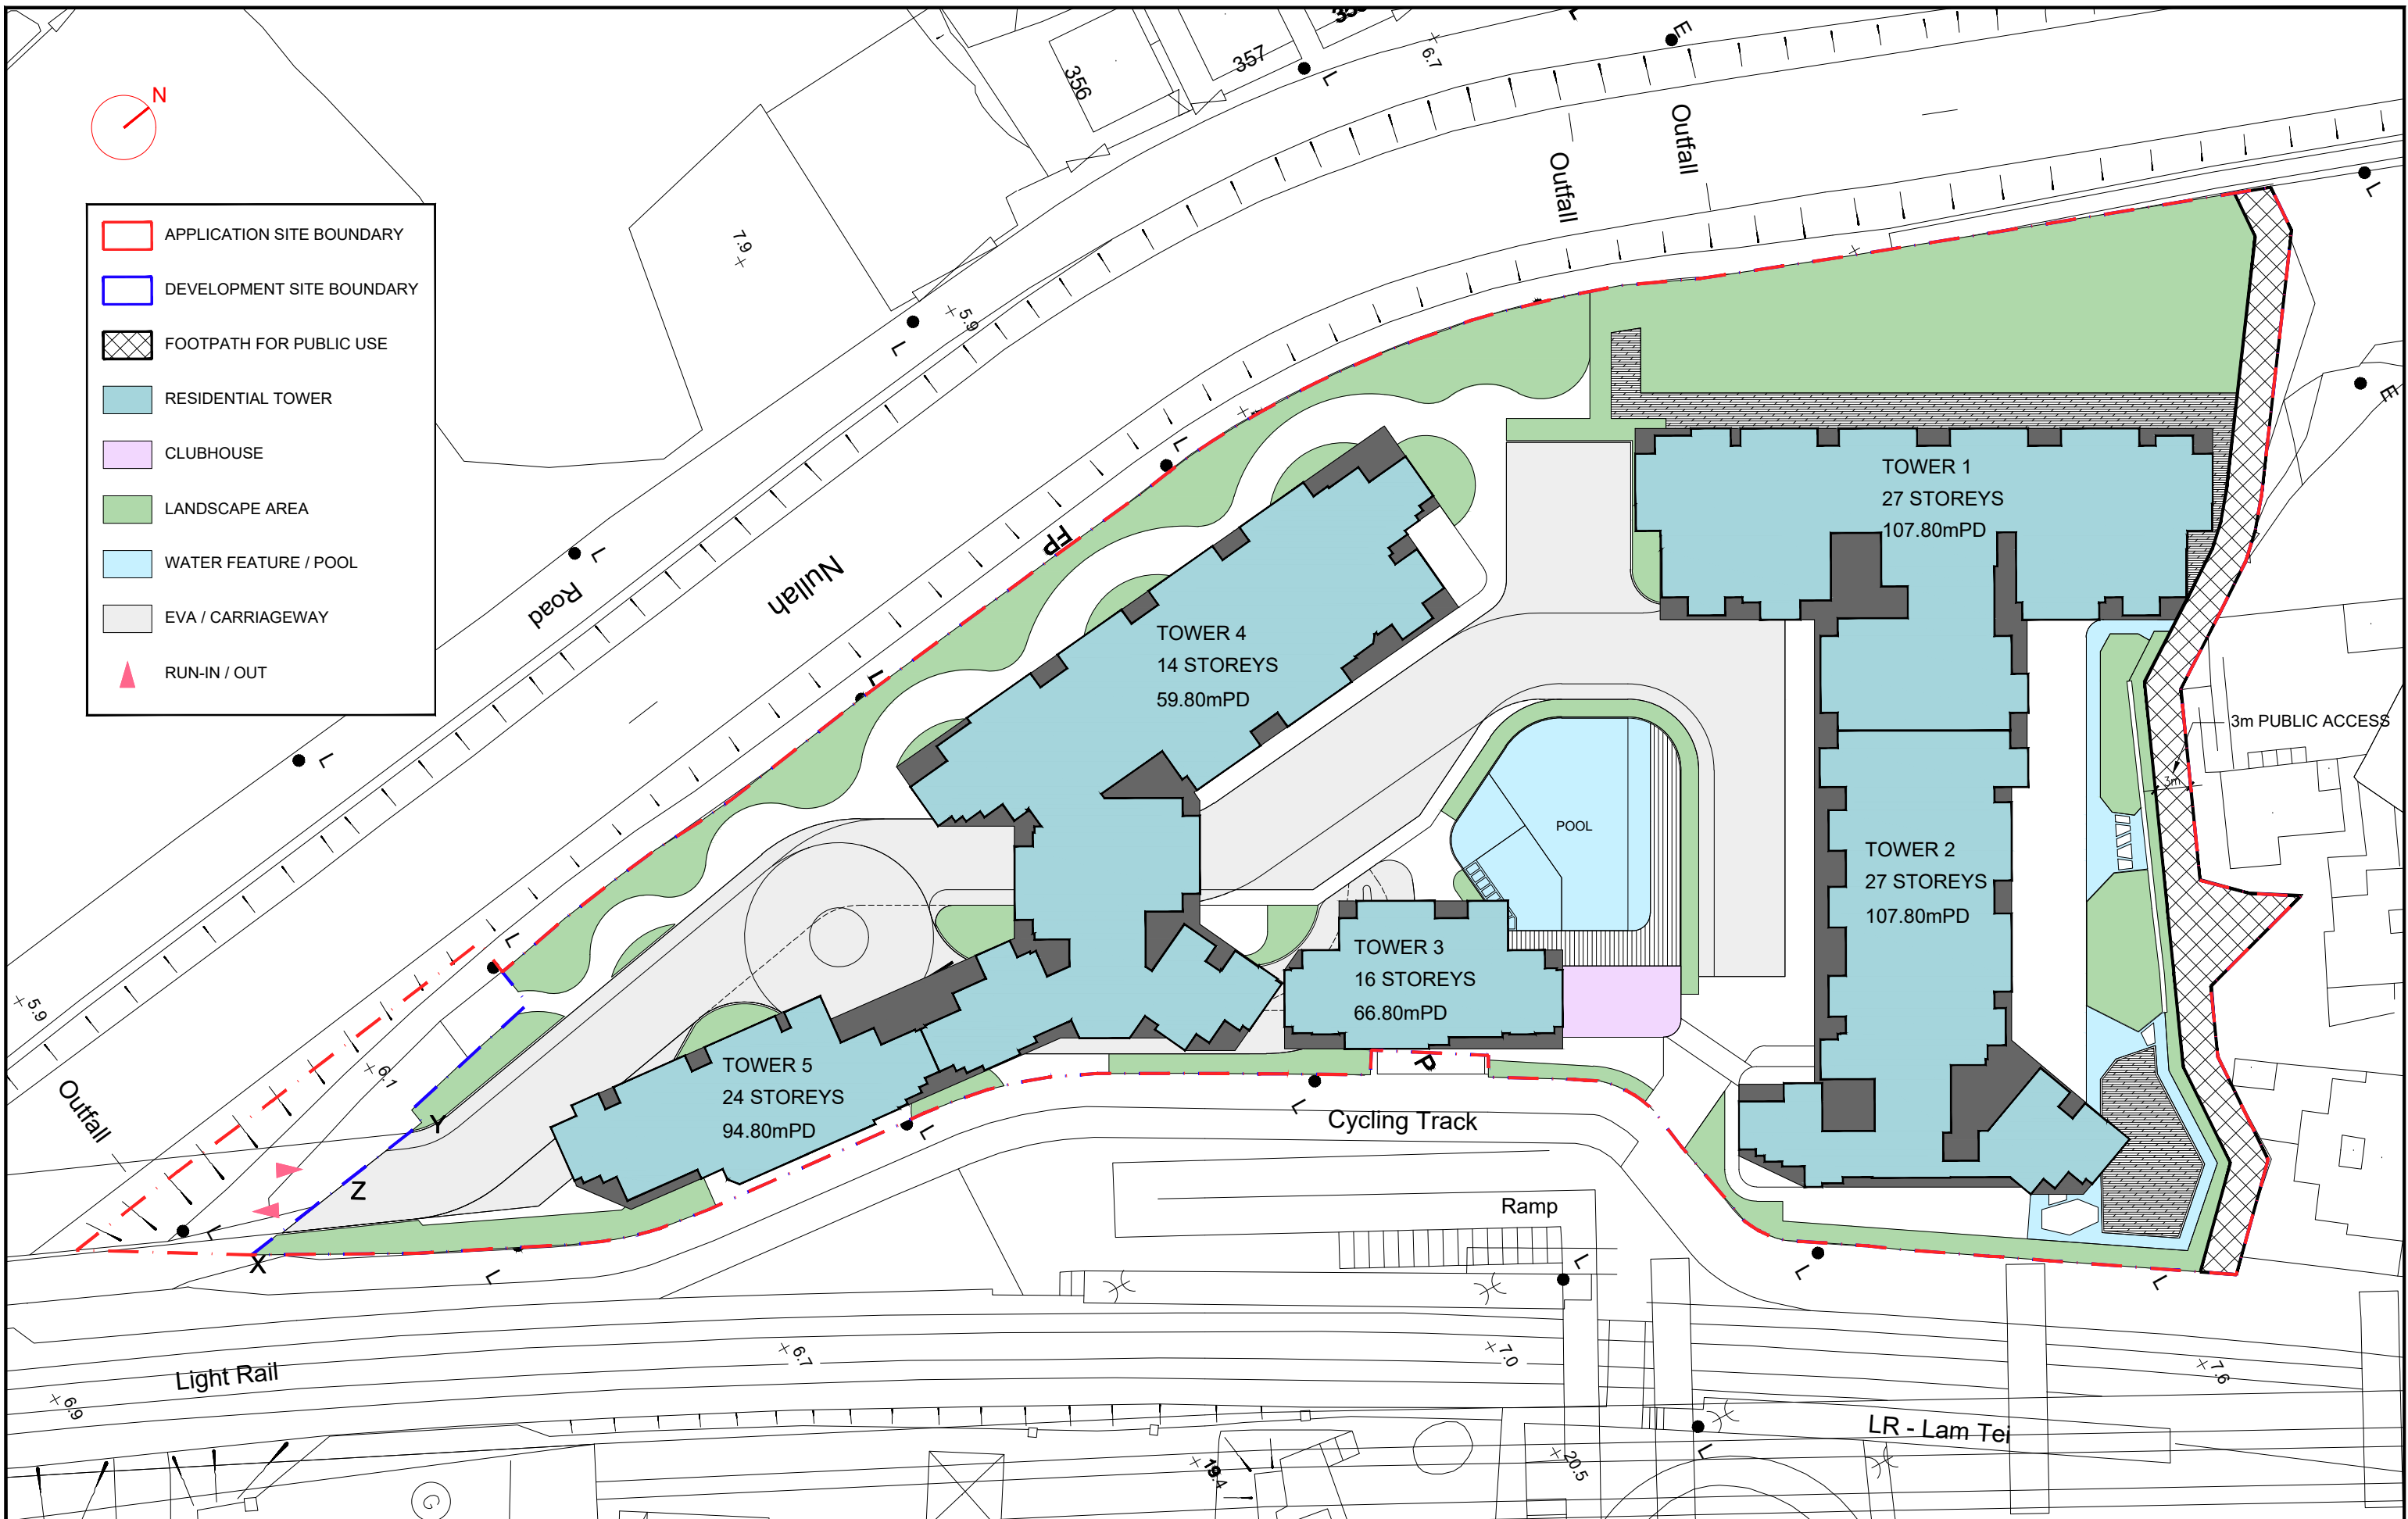 N
APPLICATION SITE BOUNDARY
DEVELOPMENT SITE BOUNDARY
FOOTPATH FOR PUBLIC USE
RESIDENTIAL TOWER
CLUBHOUSE
LANDSCAPE AREA
WATER FEATURE / POOL
EVA / CARRIAGEWAY
RUN-IN / OUT
356
357
L
6.7
E
L
Outfall
Outfall
L
7.9
5.9
L
E
L
FP
Nullah
L
Road
L
L
TOWER 1
27 STOREYS
107.80mPD
TOWER 4
14 STOREYS
59.80mPD
3m PUBLIC ACCESS
3m
POOL
TOWER 2
27 STOREYS
107.80mPD
TOWER 3
16 STOREYS
66.80mPD
L
5.9
6.1
Outfall
TOWER 5
24 STOREYS
94.80mPD
P
L
L
Cycling Track
Y
Z
X
L
L
Ramp
L
L
L
Light Rail
6.7
7.0
7.6
6.9
LR - Lam Tei
L
20.5
G